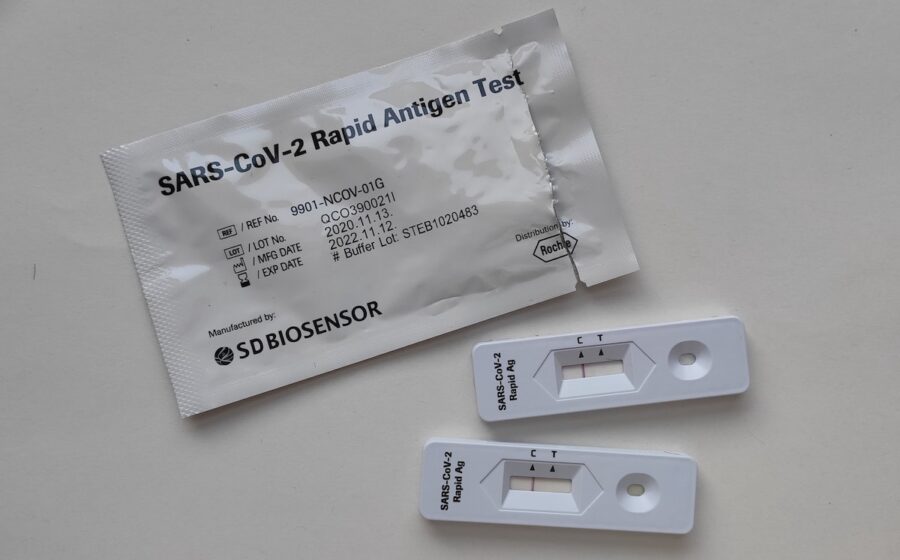 SARS-CoV-2 Rapid Antigen Test
REF / REF No. 9901-NCOV-01G
LOT / LOT No. QCO390021I
/ MFG DATE 2020.11.13.
/ EXP DATE 2022.11.12.
# Buffer Lot: STEB1020483
Distribution by:
Roche
Manufactured by:
SD BIOSENSOR
C T
SARS-CoV-2
Rapid Ag
C T
SARS-CoV-2
Rapid Ag